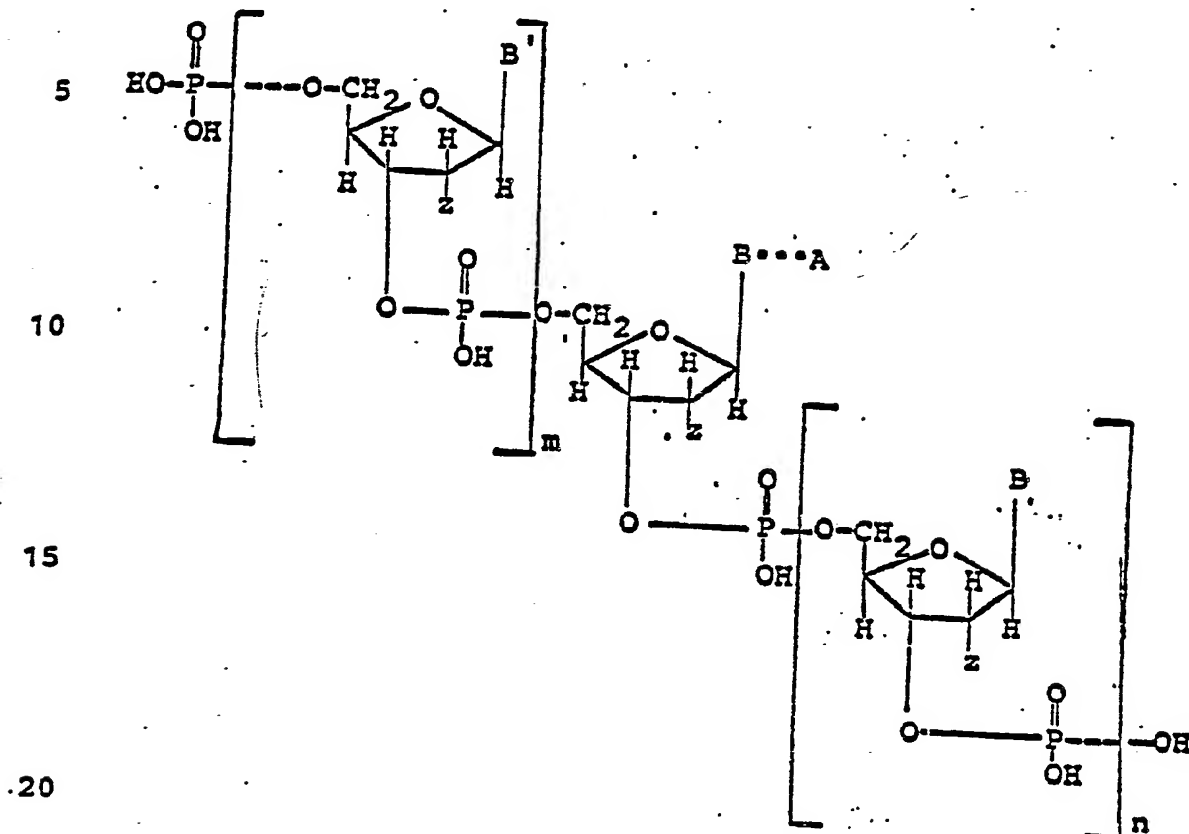 O
B'
5
HO-P-O-CH2 O
OH H H
H H
z
O
B A
10
O P O-CH2 O
OH H H
m
H H
z
O
B
15
O P-O-CH2 O
OH H H
H H
z
O
O P OH
OH
20
n